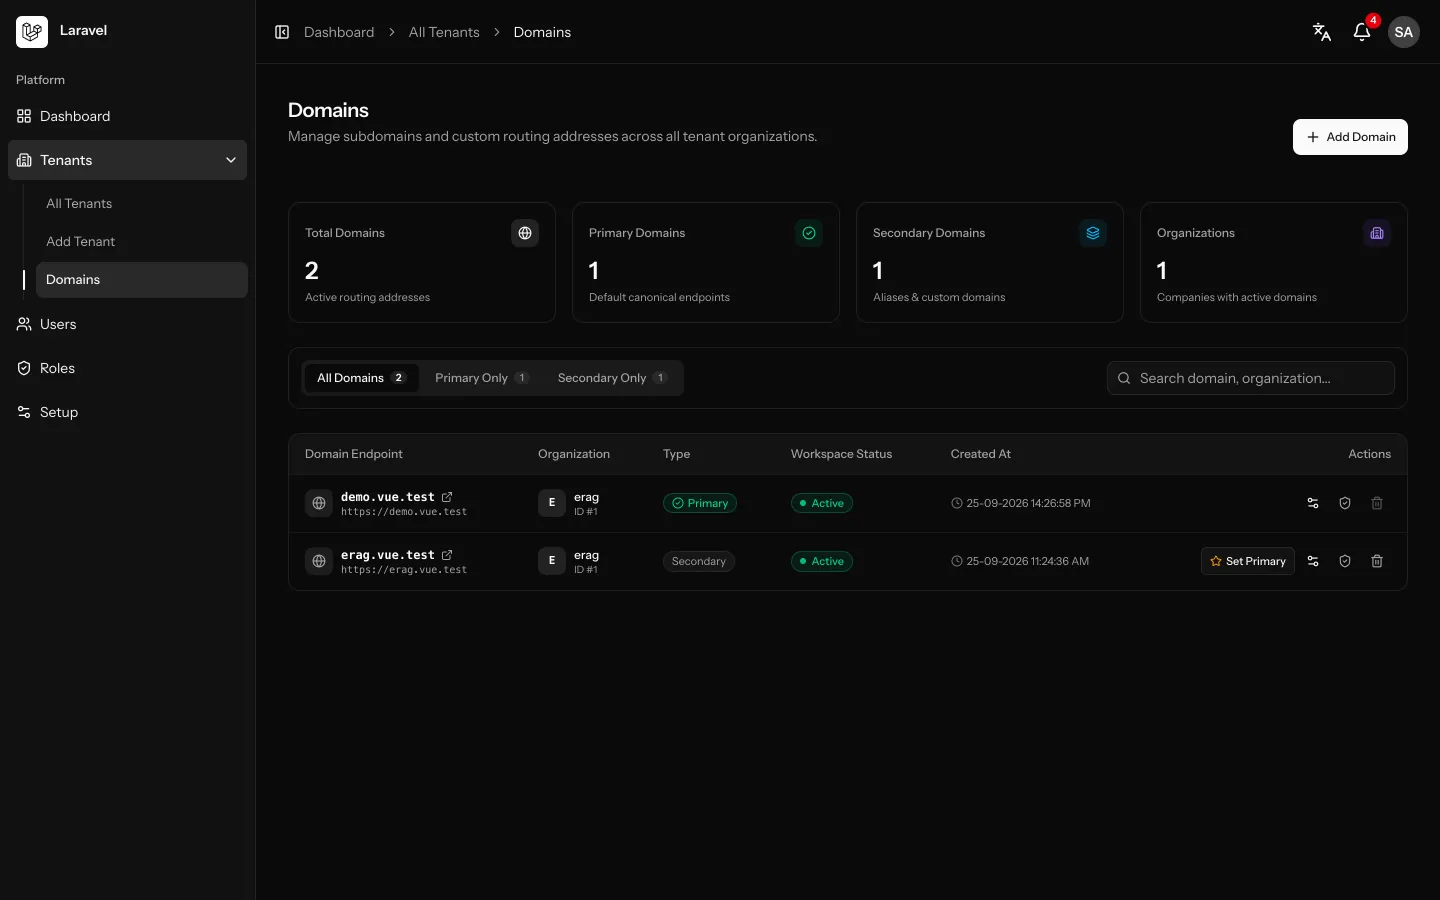 Laravel
Dashboard
All Tenants
Domains
4
SA
Platform
Dashboard
Tenants
All Tenants
Add Tenant
Domains
Users
Roles
Setup
Domains
Manage subdomains and custom routing addresses across all tenant organizations.
Add Domain
Total Domains
2
Active routing addresses
Primary Domains
1
Default canonical endpoints
Secondary Domains
1
Aliases & custom domains
Organizations
1
Companies with active domains
All Domains 2
Primary Only 1
Secondary Only 1
Search domain, organization...
Domain Endpoint Organization Type Workspace Status Created At Actions
demo.vue.test
https://demo.vue.test
E
erag
ID #1
Primary
Active
25-09-2026 14:26:58 PM
erag.vue.test
https://erag.vue.test
E
erag
ID #1
Secondary
Active
25-09-2026 11:24:36 AM
Set Primary